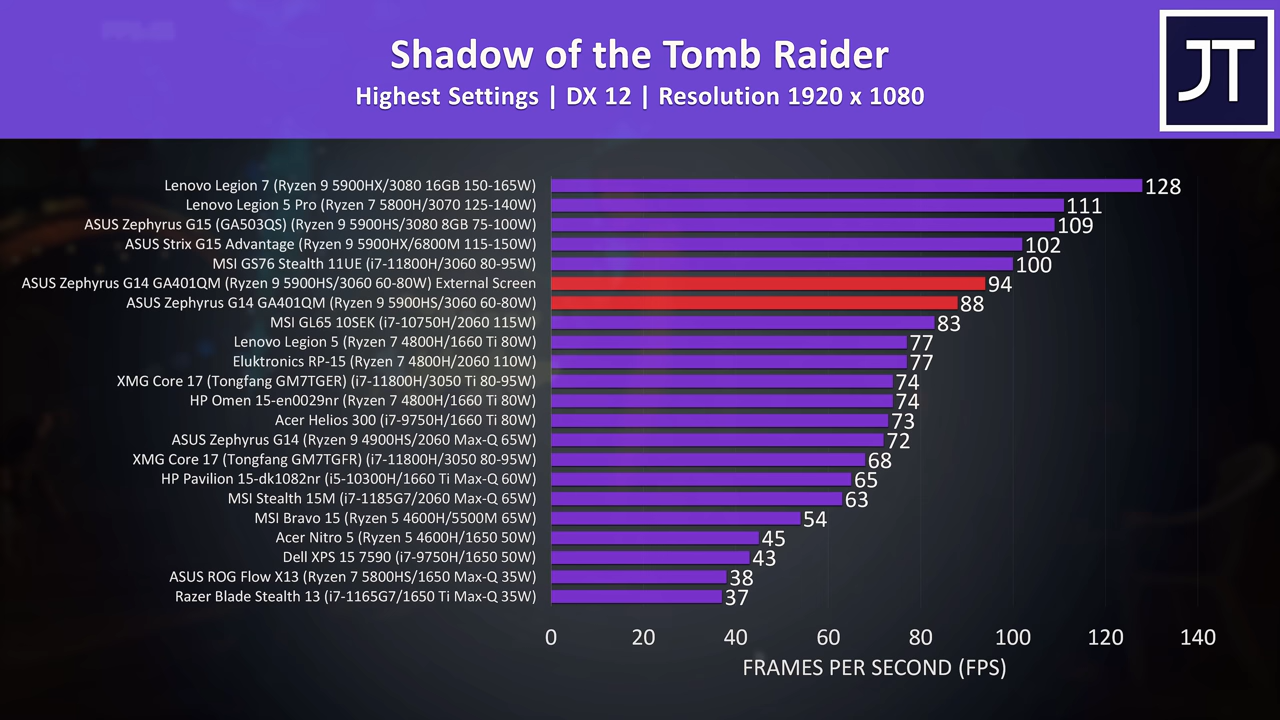 Shadow of the Tomb Raider
JT
Highest Settings | DX 12 | Resolution 1920 x 1080
Lenovo Legion 7 (Ryzen 9 5900HX/3080 16GB 150-165W) 128
Lenovo Legion 5 Pro (Ryzen 7 5800H/3070 125-140W) 111
ASUS Zephyrus G15 (GA503QS) (Ryzen 9 5900HS/3080 8GB 75-100W) 109
ASUS Strix G15 Advantage (Ryzen 9 5900HX/6800M 115-150W) 102
MSI GS76 Stealth 11UE (i7-11800H/3060 80-95W) 100
ASUS Zephyrus G14 GA401QM (Ryzen 9 5900HS/3060 60-80W) External Screen 94
ASUS Zephyrus G14 GA401QM (Ryzen 9 5900HS/3060 60-80W) 88
MSI GL65 10SEK (i7-10750H/2060 115W) 83
Lenovo Legion 5 (Ryzen 7 4800H/1660 Ti 80W) 77
Eluktronics RP-15 (Ryzen 7 4800H/2060 110W) 77
XMG Core 17 (Tongfang GM7TGER) (i7-11800H/3050 Ti 80-95W) 74
HP Omen 15-en0029nr (Ryzen 7 4800H/1660 Ti 80W) 74
Acer Helios 300 (i7-9750H/1660 Ti 80W) 73
ASUS Zephyrus G14 (Ryzen 9 4900HS/2060 Max-Q 65W) 72
XMG Core 17 (Tongfang GM7TGFR) (i7-11800H/3050 80-95W) 68
HP Pavilion 15-dk1082nr (i5-10300H/1660 Ti Max-Q 60W) 65
MSI Stealth 15M (i7-1185G7/2060 Max-Q 65W) 63
MSI Bravo 15 (Ryzen 5 4600H/5500M 65W) 54
Acer Nitro 5 (Ryzen 5 4600H/1650 50W) 45
Dell XPS 15 7590 (i7-9750H/1650 50W) 43
ASUS ROG Flow X13 (Ryzen 7 5800HS/1650 Max-Q 35W) 38
Razer Blade Stealth 13 (i7-1165G7/1650 Ti Max-Q 35W) 37
0 20 40 60 80 100 120 140
FRAMES PER SECOND (FPS)